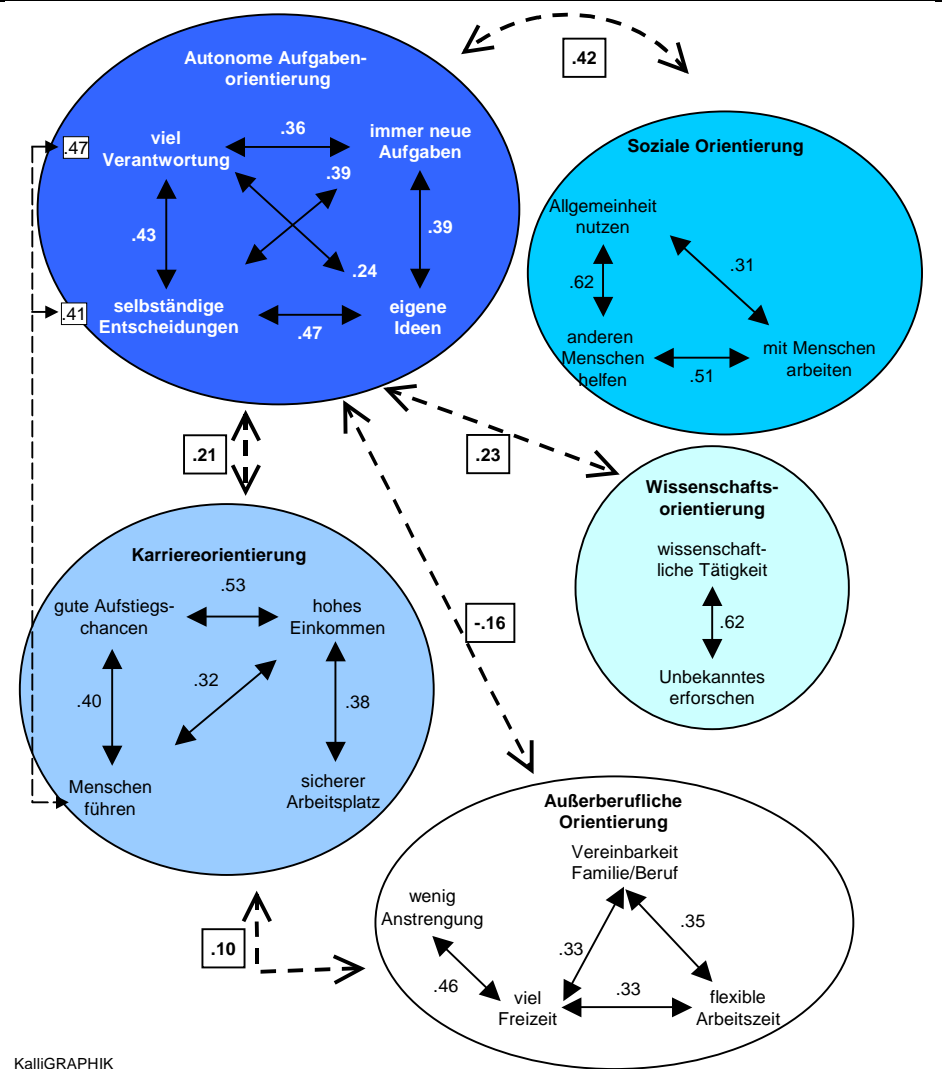 Autonome Aufgaben-
orientierung
.42
viel
Verantwortung
.36
immer neue
Aufgaben
.47
.39
.43
.39
.24
.41
selbständige
Entscheidungen
.47
eigene
Ideen
Soziale Orientierung
Allgemeinheit
nutzen
.31
.62
anderen
Menschen
helfen
.51
mit Menschen
arbeiten
.21
.23
Wissenschafts-
orientierung
wissenschaft-
liche Tätigkeit
.62
Unbekanntes
erforschen
Karriereorientierung
gute Aufstiegs-
chancen
.53
hohes
Einkommen
.32
.40
.38
Menschen
führen
sicherer
Arbeitsplatz
-.16
Außerberufliche
Orientierung
Vereinbarkeit
Familie/Beruf
wenig
Anstrengung
.35
.33
.46
viel
Freizeit
.33
flexible
Arbeitszeit
.10
KalliGRAPHIK